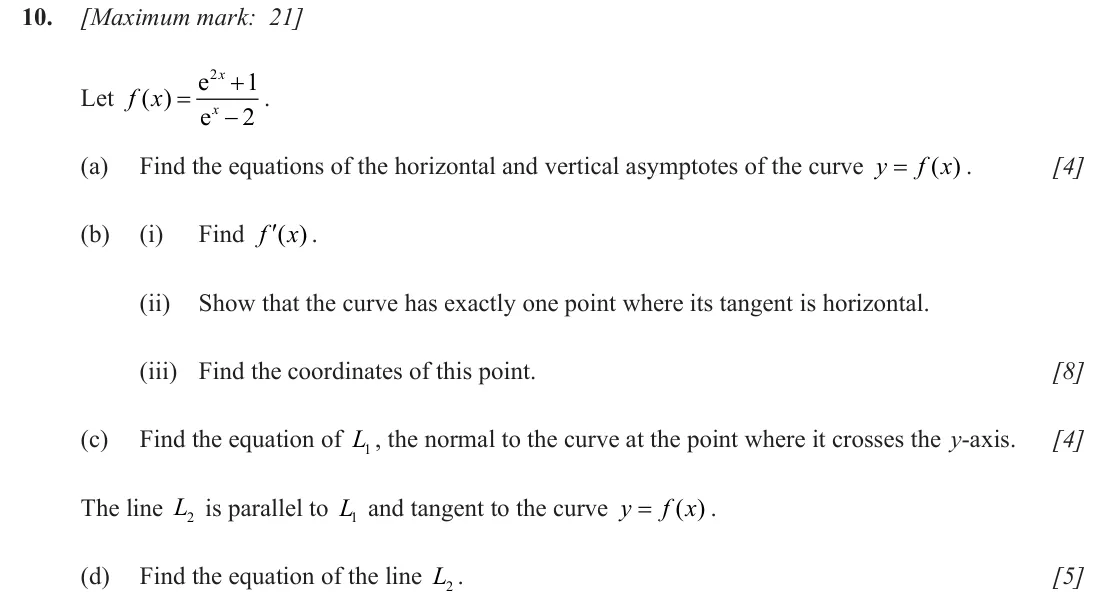 10. [Maximum mark: 21]
Let f(x) = \frac{e^{2x} + 1}{e^{x} − 2} .
(a) Find the equations of the horizontal and vertical asymptotes of the curve y = f(x) . [4]
(b) (i) Find f′(x) .
(ii) Show that the curve has exactly one point where its tangent is horizontal.
(iii) Find the coordinates of this point. [8]
(c) Find the equation of L₁ , the normal to the curve at the point where it crosses the y-axis. [4]
The line L₂ is parallel to L₁ and tangent to the curve y = f(x) .
(d) Find the equation of the line L₂ . [5]